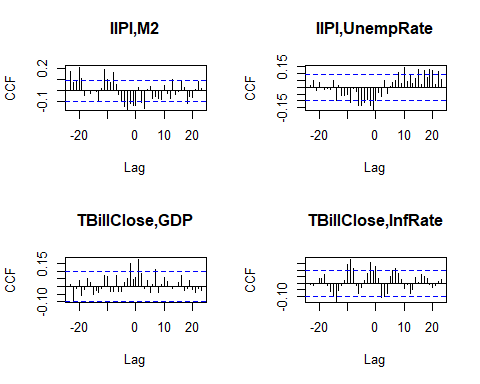 IIPI,M2
CCF
0.2
-0.1
-20 0 10 20
Lag
IIPI,UnempRate
CCF
0.15
-0.15
-20 0 10 20
Lag
TBillClose,GDP
CCF
0.15
-0.10
-20 0 10 20
Lag
TBillClose,InfRate
CCF
-0.10
-20 0 10 20
Lag